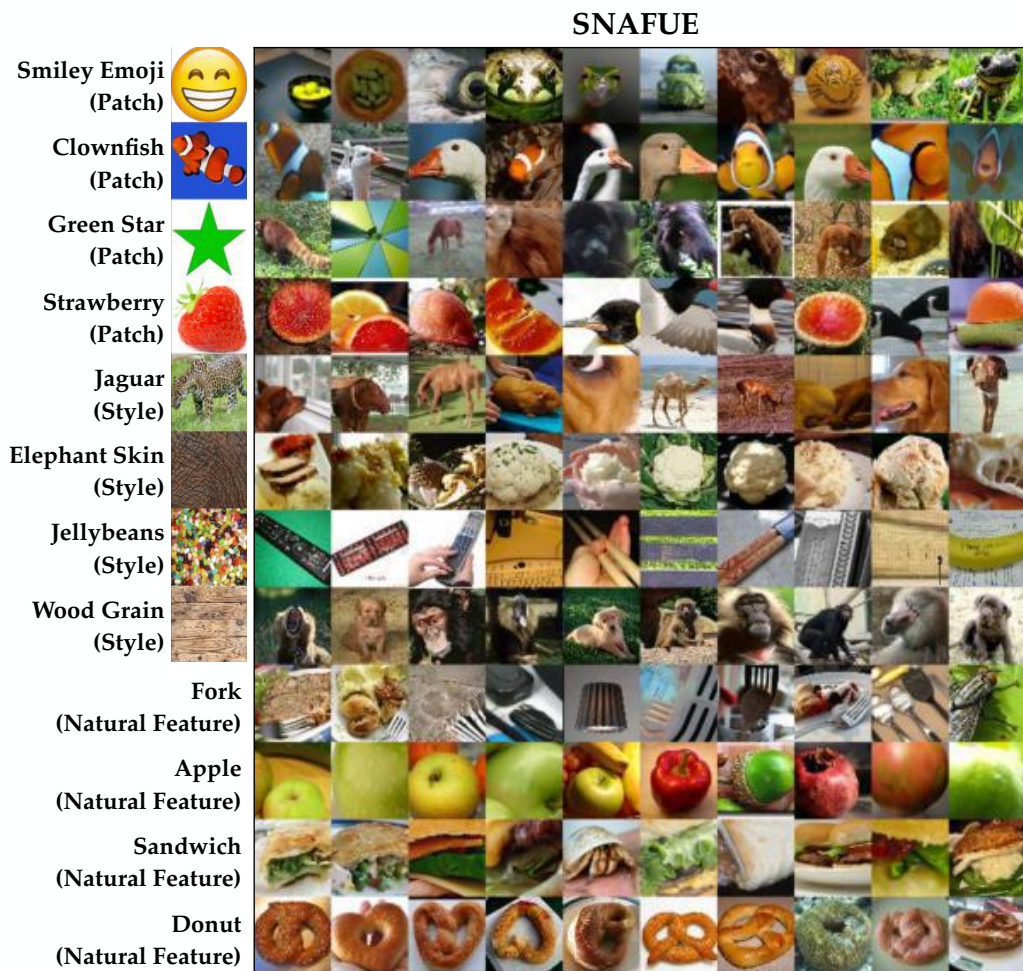 SNAFUE
Smiley Emoji
(Patch)
Clownfish
(Patch)
Green Star
(Patch)
Strawberry
(Patch)
Jaguar
(Style)
Elephant Skin
(Style)
Jellybeans
(Style)
Wood Grain
(Style)
Fork
(Natural Feature)
Apple
(Natural Feature)
Sandwich
(Natural Feature)
Donut
(Natural Feature)